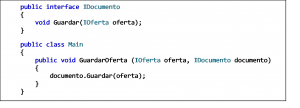 public interface IDocumento
{
void Guardar(IOferta oferta);
}
public class Main
{
public void GuardarOferta (IOferta oferta, IDocumento documento)
{
documento.Guardar(oferta);
}
}